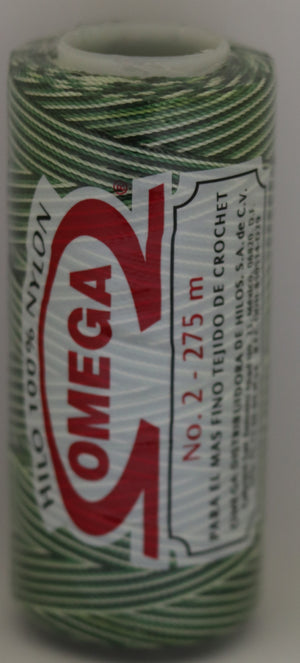 HILO 100% NYLON
OMEGA
®
No. 2 - 275 m
PARA EL MAS FINO TEJIDO DE CROCHET
OMEGA DISTRIBUIDORA DE HILOS, S.A. de C.V.